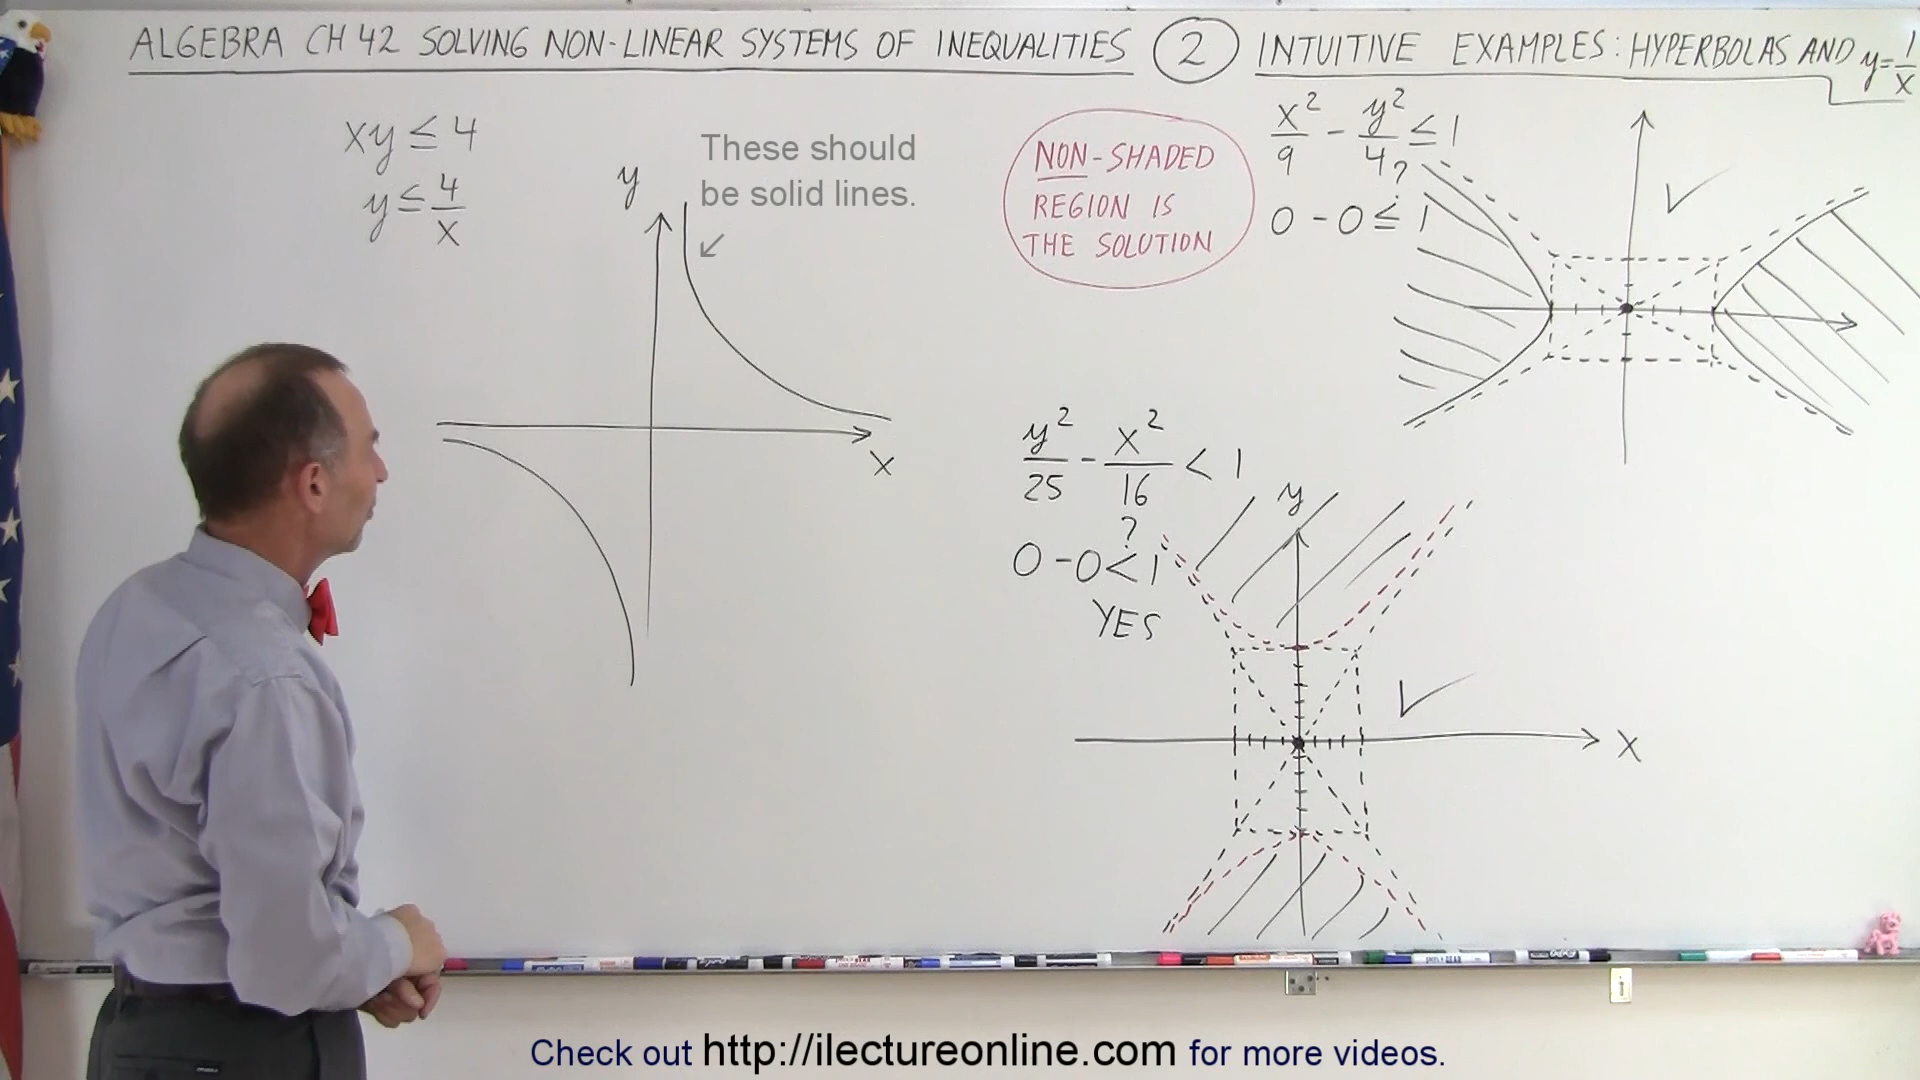 ALGEBRA CH 42 SOLVING NON-LINEAR SYSTEMS OF INEQUALITIES 2 INTUITIVE EXAMPLES: HYPERBOLAS AND y=1/x
xy ≤ 4
y ≤ 4/x
These should
be solid lines.
↙
y
x
NON-SHADED
REGION IS
THE SOLUTION
x²/9 - y²/4 ≤ 1
?
0 - 0 ≤ 1
y²/25 - x²/16 < 1
?
0 - 0 < 1
YES
y
x
Check out http://ilectureonline.com for more videos.